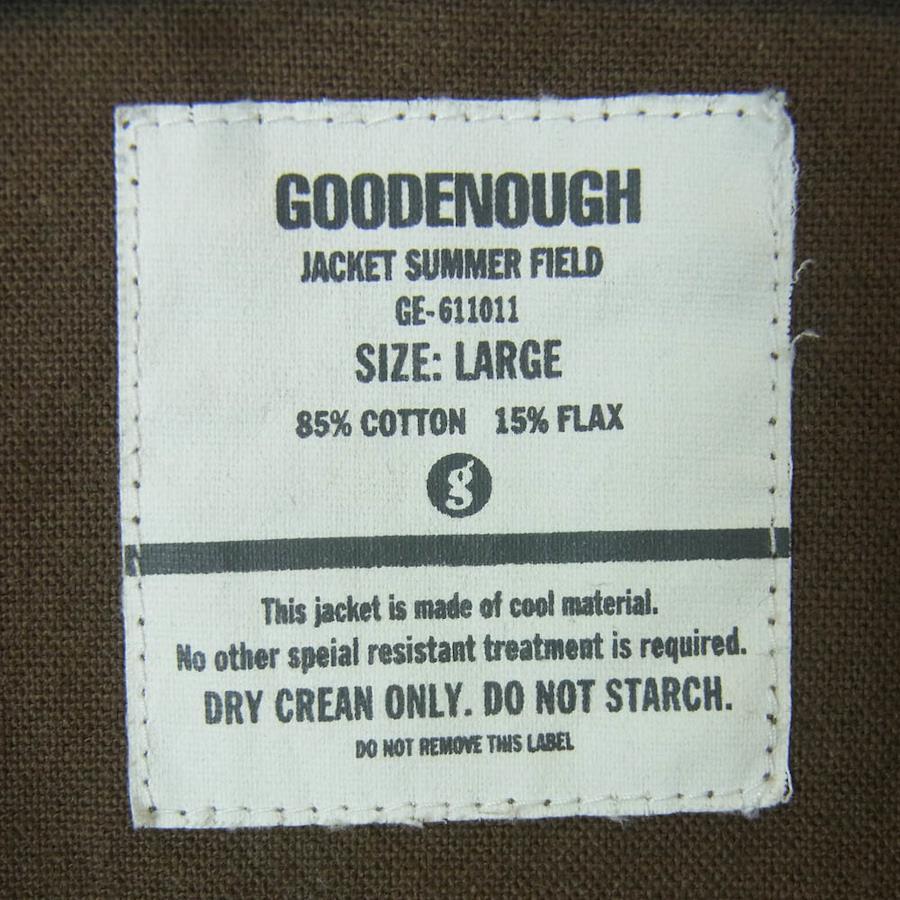 GOODENOUGH
JACKET SUMMER FIELD
GE-611011
SIZE: LARGE
85% COTTON 15% FLAX
g
This jacket is made of cool material.
No other speial resistant treatment is required.
DRY CREAN ONLY. DO NOT STARCH.
DO NOT REMOVE THIS LABEL